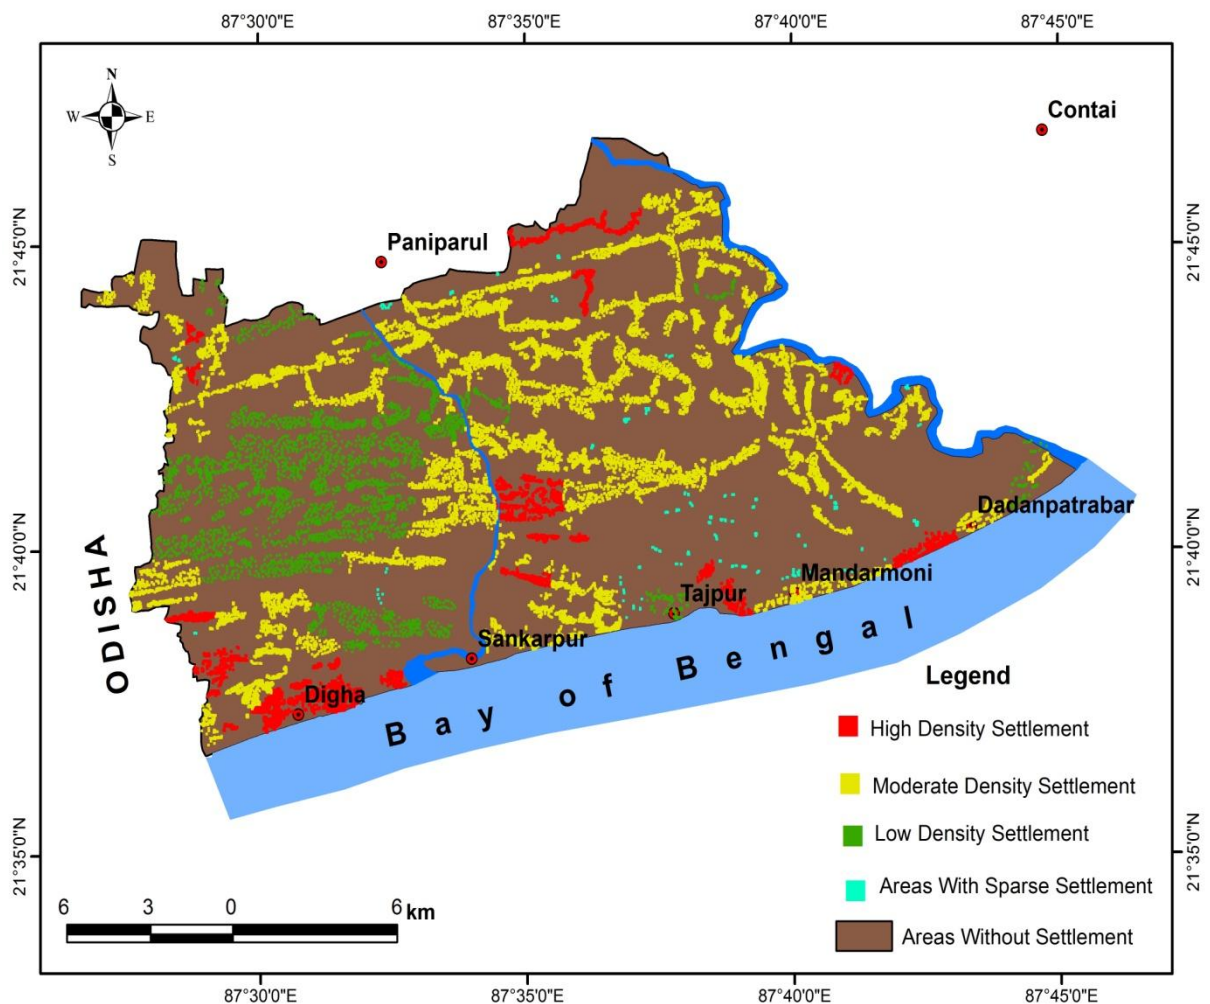 87°30'0"E 87°35'0"E 87°40'0"E 87°45'0"E
N
W E
S
Contai
Paniparul
21°45'0"N 21°45'0"N
Dadanpatrabar
21°40'0"N 21°40'0"N
ODISHA
Mandarmoni
Tajpur
Sankarpur
Digha
Bay of Bengal
Legend
High Density Settlement
Moderate Density Settlement
Low Density Settlement
21°35'0"N 21°35'0"N
Areas With Sparse Settlement
6 3 0 6 km
Areas Without Settlement
87°30'0"E 87°35'0"E 87°40'0"E 87°45'0"E